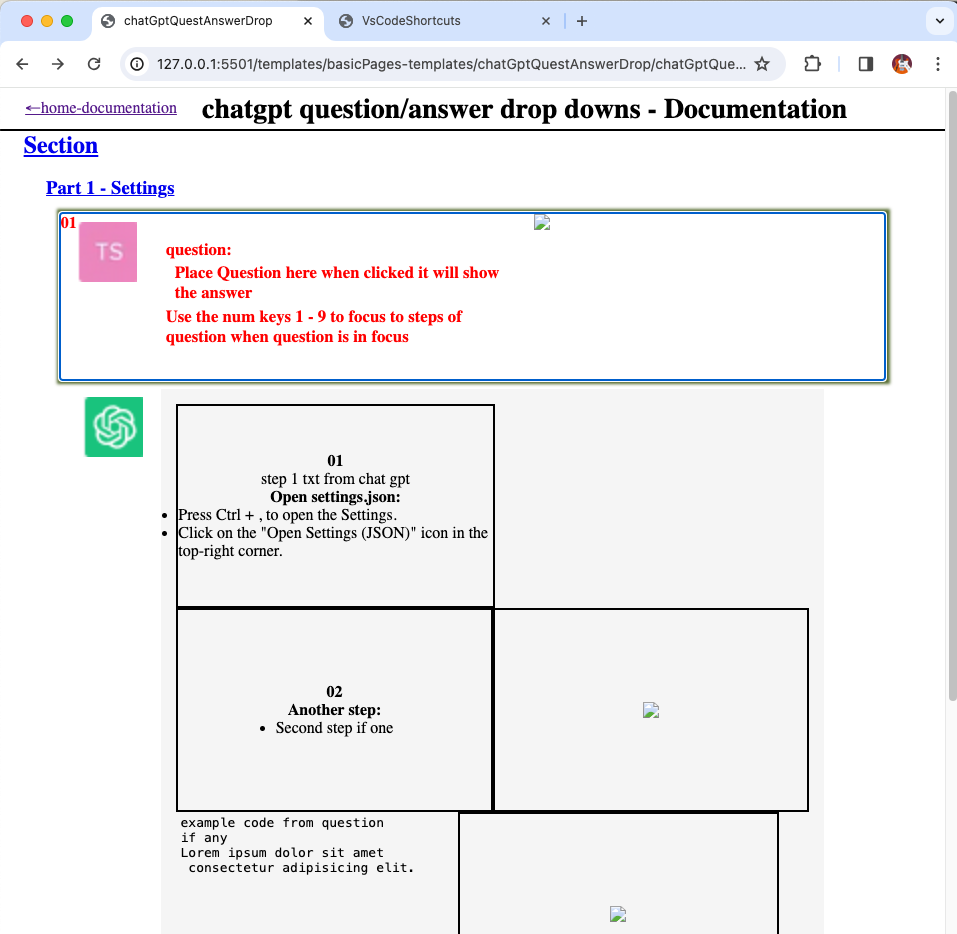 chatGptQuestAnswerDrop
VsCodeShortcuts
127.0.0.1:5501/templates/basicPages-templates/chatGptQuestAnswerDrop/chatGptQue...
←home-documentation
chatgpt question/answer drop downs - Documentation
Section
Part 1 - Settings
01
TS
question:
Place Question here when clicked it will show
the answer
Use the num keys 1 - 9 to focus to steps of
question when question is in focus
01
step 1 txt from chat gpt
Open settings.json:
• Press Ctrl + , to open the Settings.
• Click on the "Open Settings (JSON)" icon in the
top-right corner.
02
Another step:
• Second step if one
example code from question
if any
Lorem ipsum dolor sit amet
consectetur adipisicing elit.